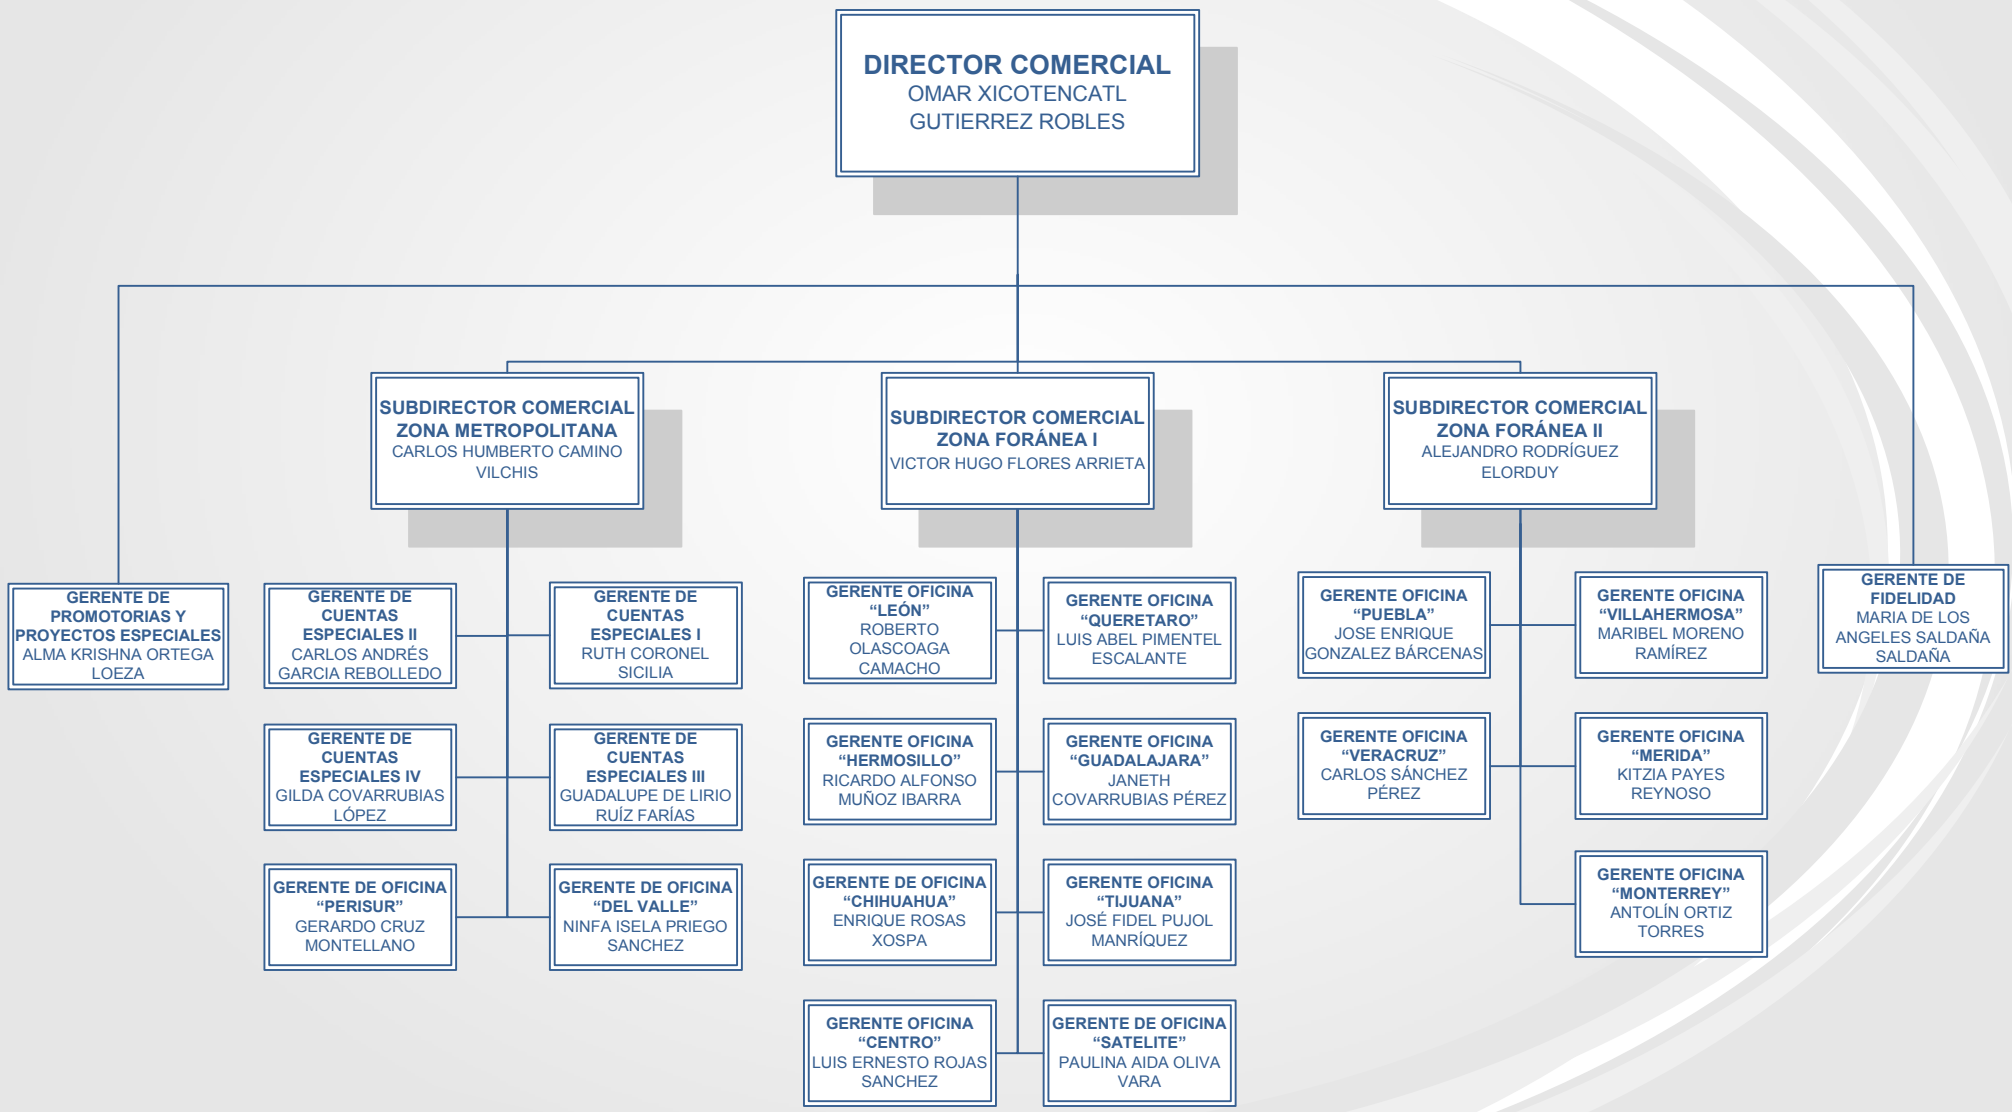 DIRECTOR COMERCIAL
OMAR XICOTENCATL
GUTIERREZ ROBLES
SUBDIRECTOR COMERCIAL
ZONA METROPOLITANA
CARLOS HUMBERTO CAMINO
VILCHIS
SUBDIRECTOR COMERCIAL
ZONA FORÁNEA I
VICTOR HUGO FLORES ARRIETA
SUBDIRECTOR COMERCIAL
ZONA FORÁNEA II
ALEJANDRO RODRÍGUEZ
ELORDUY
GERENTE DE
PROMOTORIAS Y
PROYECTOS ESPECIALES
ALMA KRISHNA ORTEGA
LOEZA
GERENTE DE
CUENTAS
ESPECIALES II
CARLOS ANDRÉS
GARCIA REBOLLEDO
GERENTE DE
CUENTAS
ESPECIALES I
RUTH CORONEL
SICILIA
GERENTE OFICINA
“LEÓN”
ROBERTO
OLASCOAGA
CAMACHO
GERENTE OFICINA
“QUERETARO”
LUIS ABEL PIMENTEL
ESCALANTE
GERENTE OFICINA
“PUEBLA”
JOSE ENRIQUE
GONZALEZ BÁRCENAS
GERENTE OFICINA
“VILLAHERMOSA”
MARIBEL MORENO
RAMÍREZ
GERENTE DE
FIDELIDAD
MARIA DE LOS
ANGELES SALDAÑA
SALDAÑA
GERENTE DE
CUENTAS
ESPECIALES IV
GILDA COVARRUBIAS
LÓPEZ
GERENTE DE
CUENTAS
ESPECIALES III
GUADALUPE DE LIRIO
RUÍZ FARÍAS
GERENTE OFICINA
“HERMOSILLO”
RICARDO ALFONSO
MUÑOZ IBARRA
GERENTE OFICINA
“GUADALAJARA”
JANETH
COVARRUBIAS PÉREZ
GERENTE OFICINA
“VERACRUZ”
CARLOS SÁNCHEZ
PÉREZ
GERENTE OFICINA
“MERIDA”
KITZIA PAYES
REYNOSO
GERENTE DE OFICINA
“PERISUR”
GERARDO CRUZ
MONTELLANO
GERENTE DE OFICINA
“DEL VALLE”
NINFA ISELA PRIEGO
SANCHEZ
GERENTE DE OFICINA
“CHIHUAHUA”
ENRIQUE ROSAS
XOSPA
GERENTE OFICINA
“TIJUANA”
JOSÉ FIDEL PUJOL
MANRÍQUEZ
GERENTE OFICINA
“MONTERREY”
ANTOLÍN ORTIZ
TORRES
GERENTE OFICINA
“CENTRO”
LUIS ERNESTO ROJAS
SANCHEZ
GERENTE DE OFICINA
“SATELITE”
PAULINA AIDA OLIVA
VARA